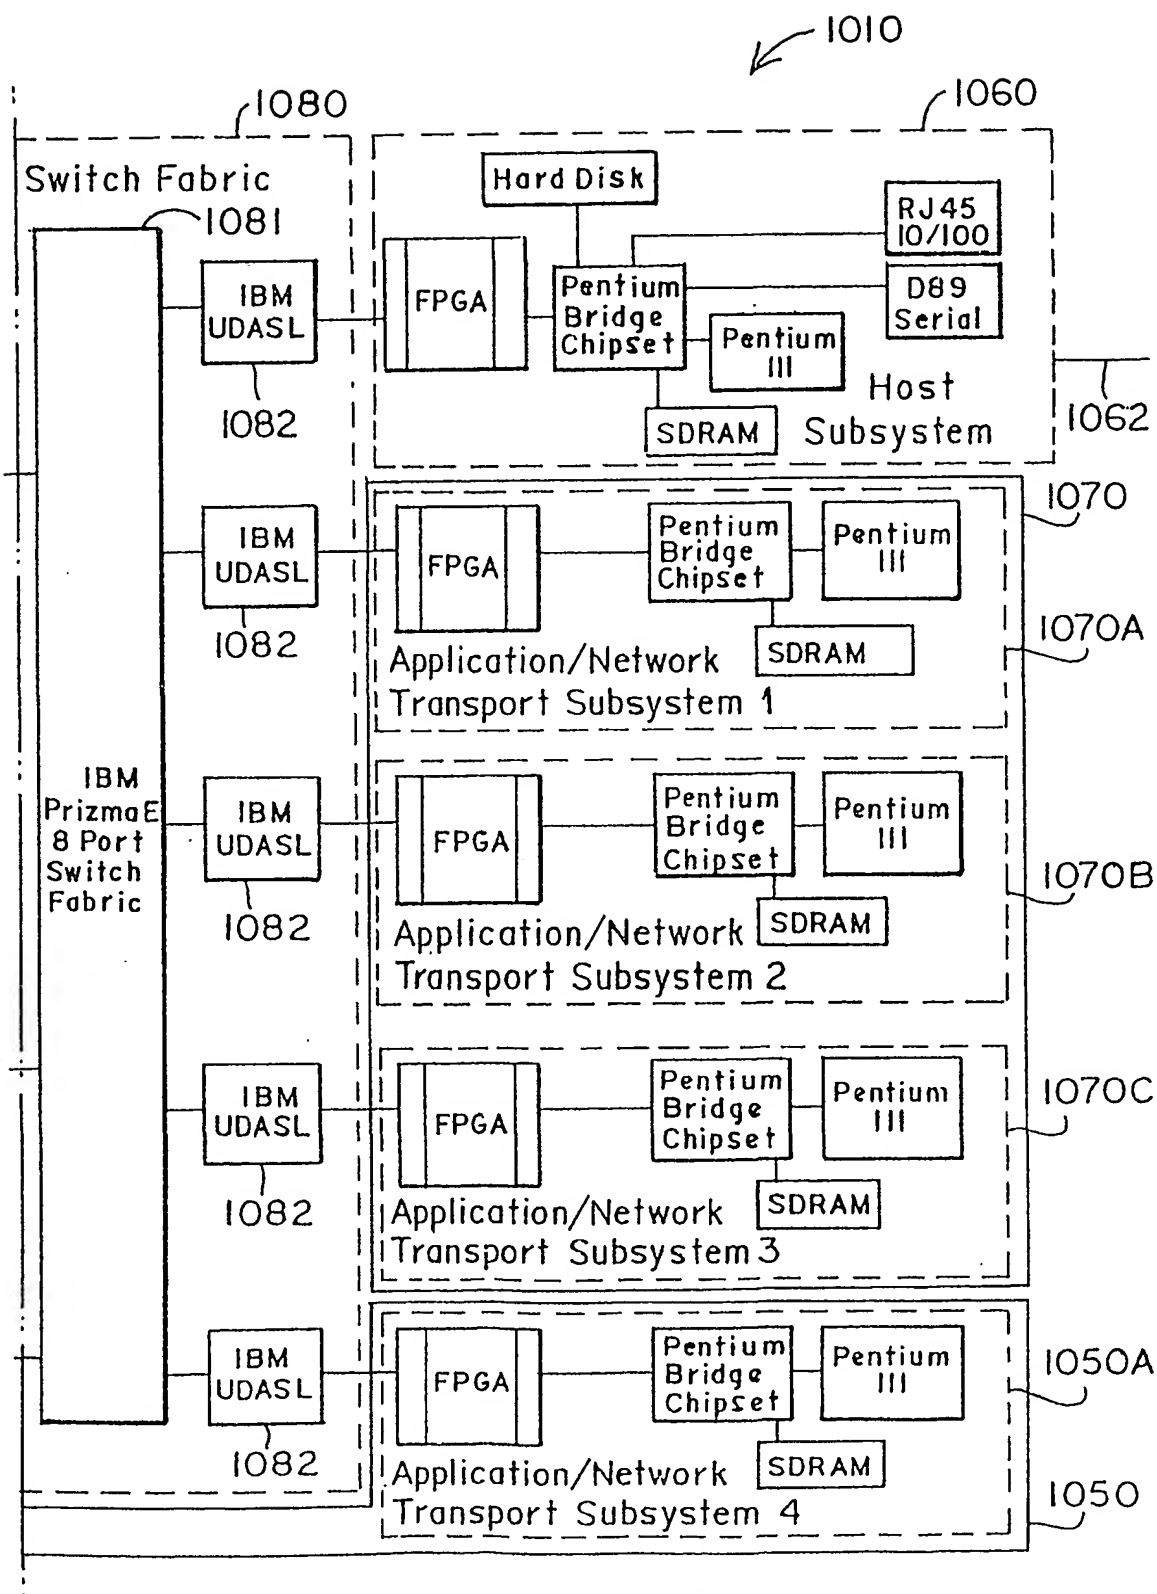 1010
1080
1060
Switch Fabric
1081
Hard Disk
RJ45
10/100
IBM
UDASL
FPGA
Pentium
Bridge
Chipset
D89
Serial
Pentium
III
1082
SDRAM
Host
Subsystem
1062
1070
IBM
UDASL
FPGA
Pentium
Bridge
Chipset
Pentium
III
1082
1070A
Application/Network
Transport Subsystem 1
SDRAM
IBM
PrizmaE
8 Port
Switch
Fabric
IBM
UDASL
FPGA
Pentium
Bridge
Chipset
Pentium
III
1070B
1082
Application/Network
Transport Subsystem 2
SDRAM
IBM
UDASL
FPGA
Pentium
Bridge
Chipset
Pentium
III
1070C
1082
Application/Network
Transport Subsystem 3
SDRAM
IBM
UDASL
FPGA
Pentium
Bridge
Chipset
Pentium
III
1050A
1082
Application/Network
Transport Subsystem 4
SDRAM
1050